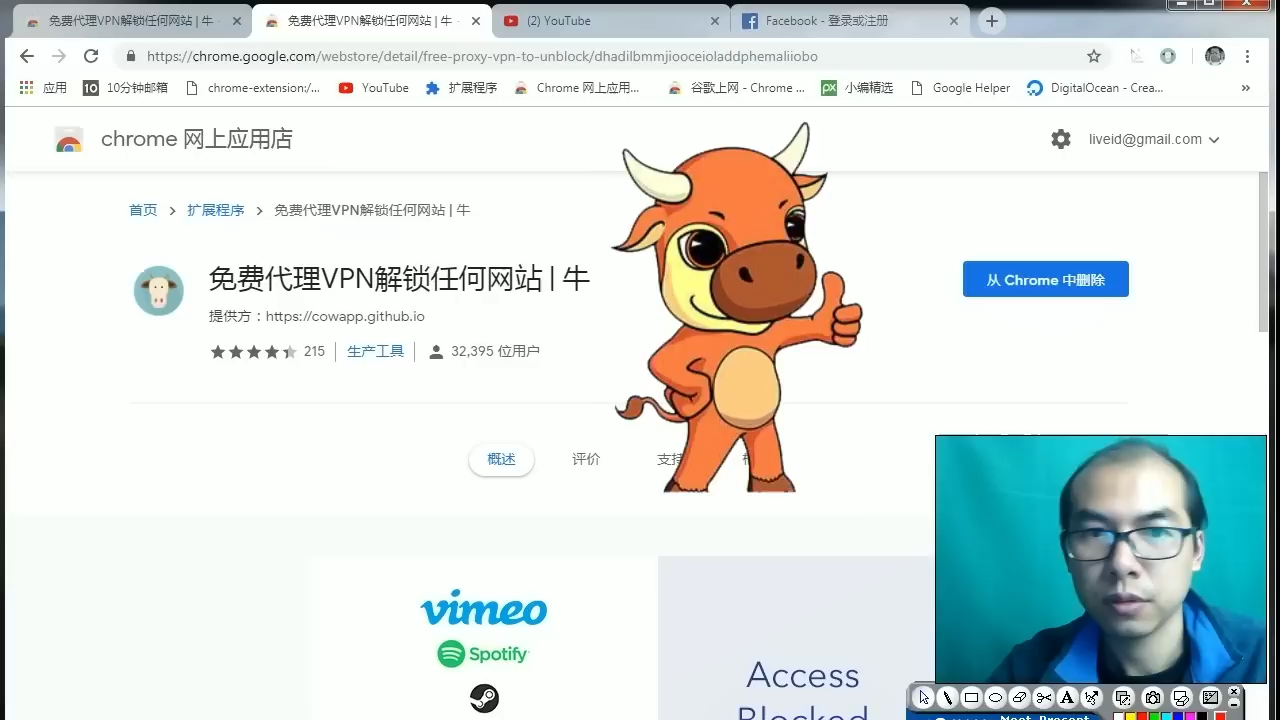 免费代理VPN解锁任何网站 | 牛
免费代理VPN解锁任何网站 | 牛
(2) YouTube
Facebook - 登录或注册
https://chrome.google.com/webstore/detail/free-proxy-vpn-to-unblock/dhadilbmmjiooceioladdphemaliiobo
应用
10 10分钟邮箱
chrome-extension:/...
YouTube
扩展程序
Chrome 网上应用...
谷歌上网 - Chrome ...
px 小编精选
Google Helper
DigitalOcean - Crea...
»
chrome 网上应用店
liveid@gmail.com
首页 > 扩展程序 > 免费代理VPN解锁任何网站 | 牛
免费代理VPN解锁任何网站 | 牛
从 Chrome 中删除
提供方：https://cowapp.github.io
215
生产工具
32,395 位用户
概述
评价
支持
vimeo
Spotify
Access
Blocked
A
Meet Present